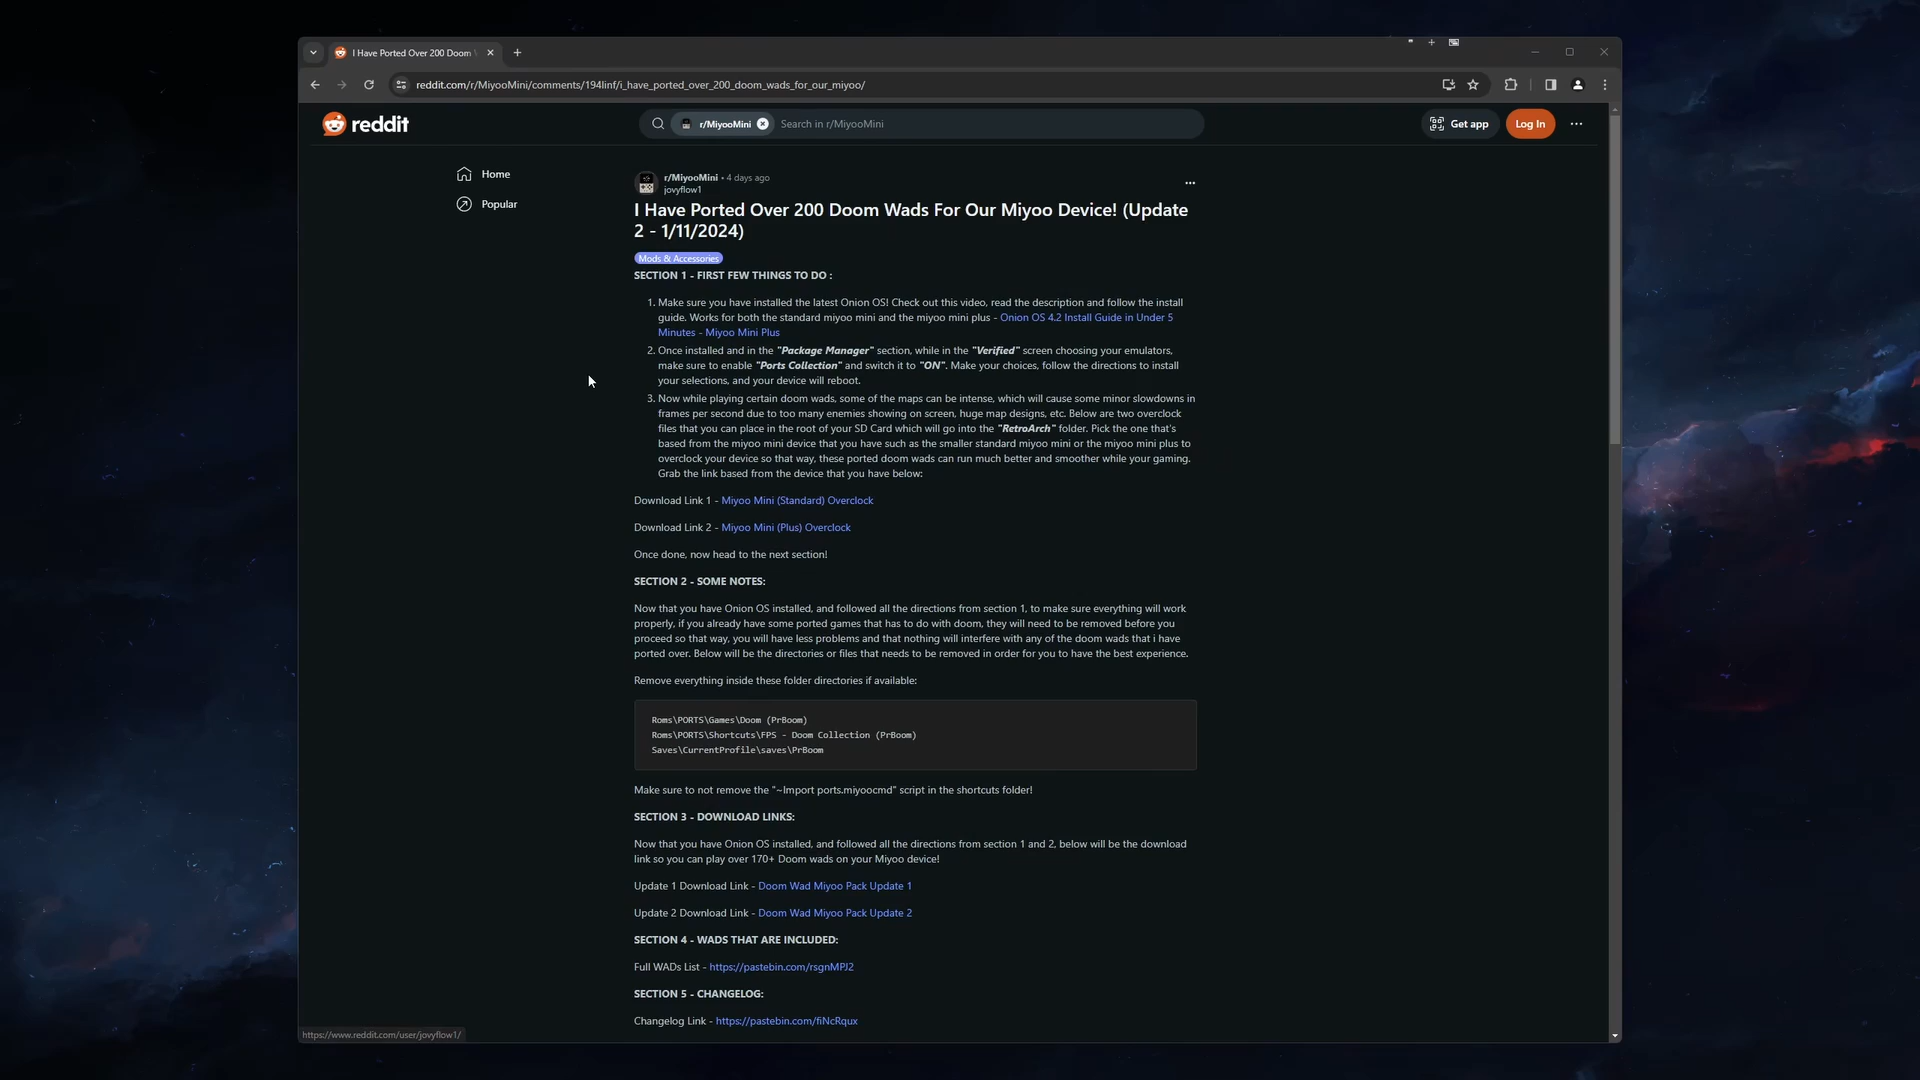 I Have Ported Over 200 Doom
reddit.com/r/MiyooMini/comments/194linf/i_have_ported_over_200_doom_wads_for_our_miyoo/
reddit
r/MiyooMini
Search in r/MiyooMini
Get app
Log In
Home
Popular
r/MiyooMini • 4 days ago
jovyflow1
I Have Ported Over 200 Doom Wads For Our Miyoo Device! (Update
2 - 1/11/2024)
Mods & Accessories
SECTION 1 - FIRST FEW THINGS TO DO :
1. Make sure you have installed the latest Onion OS! Check out this video, read the description and follow the install
guide. Works for both the standard miyoo mini and the miyoo mini plus - Onion OS 4.2 Install Guide in Under 5
Minutes - Miyoo Mini Plus
2. Once installed and in the "Package Manager" section, while in the "Verified" screen choosing your emulators,
make sure to enable "Ports Collection" and switch it to "ON". Make your choices, follow the directions to install
your selections, and your device will reboot.
3. Now while playing certain doom wads, some of the maps can be intense, which will cause some minor slowdowns in
frames per second due to too many enemies showing on screen, huge map designs, etc. Below are two overclock
files that you can place in the root of your SD Card which will go into the "RetroArch" folder. Pick the one that's
based from the miyoo mini device that you have such as the smaller standard miyoo mini or the miyoo mini plus to
overclock your device so that way, these ported doom wads can run much better and smoother while your gaming.
Grab the link based from the device that you have below:
Download Link 1 - Miyoo Mini (Standard) Overclock
Download Link 2 - Miyoo Mini (Plus) Overclock
Once done, now head to the next section!
SECTION 2 - SOME NOTES:
Now that you have Onion OS installed, and followed all the directions from section 1, to make sure everything will work
properly, if you already have some ported games that has to do with doom, they will need to be removed before you
proceed so that way, you will have less problems and that nothing will interfere with any of the doom wads that i have
ported over. Below will be the directories or files that needs to be removed in order for you to have the best experience.
Remove everything inside these folder directories if available:
Roms\PORTS\Games\Doom (PrBoom)
Roms\PORTS\Shortcuts\FPS - Doom Collection (PrBoom)
Saves\CurrentProfile\saves\PrBoom
Make sure to not remove the "~Import ports.miyoocmd" script in the shortcuts folder!
SECTION 3 - DOWNLOAD LINKS:
Now that you have Onion OS installed, and followed all the directions from section 1 and 2, below will be the download
link so you can play over 170+ Doom wads on your Miyoo device!
Update 1 Download Link - Doom Wad Miyoo Pack Update 1
Update 2 Download Link - Doom Wad Miyoo Pack Update 2
SECTION 4 - WADS THAT ARE INCLUDED:
Full WADs List - https://pastebin.com/rsgnMPJ2
SECTION 5 - CHANGELOG:
Changelog Link - https://pastebin.com/fiNcRqux
https://www.reddit.com/user/jovyflow1/